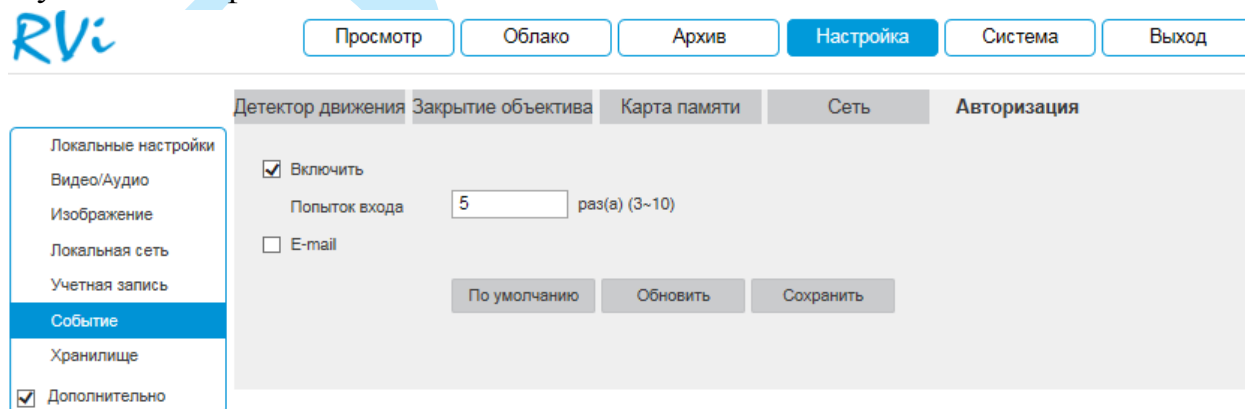 RVi
Просмотр Облако Архив Настройка Система Выход
Детектор движения Закрытие объектива Карта памяти Сеть Авторизация
Локальные настройки
Видео/Аудио
Изображение
Локальная сеть
Учетная запись
Событие
Хранилище
Дополнительно
Включить
Попыток входа 5 раз(а) (3~10)
E-mail
По умолчанию Обновить Сохранить